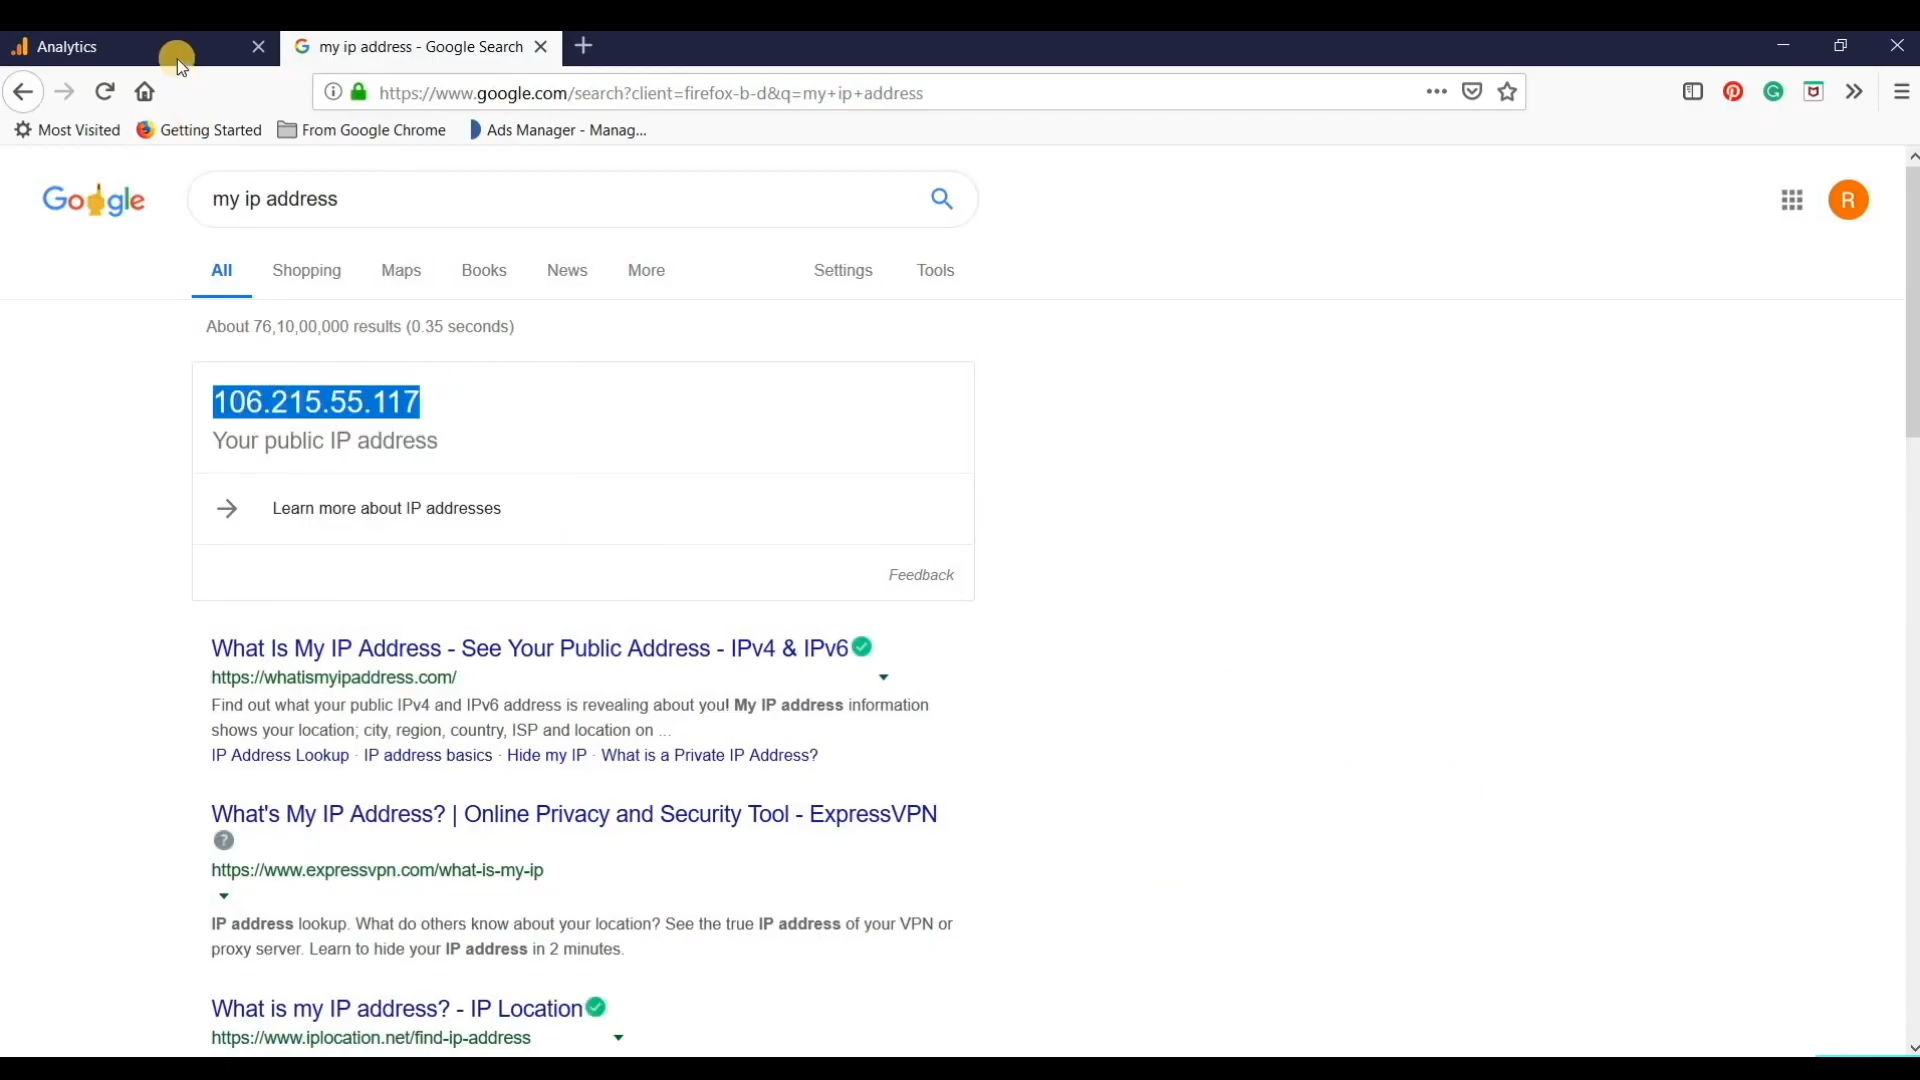 Analytics
my ip address - Google Search
https://www.google.com/search?client=firefox-b-d&q=my+ip+address
Most Visited
Getting Started
From Google Chrome
Ads Manager - Manag...
Google
my ip address
R
All
Shopping
Maps
Books
News
More
Settings
Tools
About 76,10,00,000 results (0.35 seconds)
106.215.55.117
Your public IP address
Learn more about IP addresses
Feedback
What Is My IP Address - See Your Public Address - IPv4 & IPv6
https://whatismyipaddress.com/
Find out what your public IPv4 and IPv6 address is revealing about you! My IP address information
shows your location; city, region, country, ISP and location on ...
IP Address Lookup · IP address basics · Hide my IP · What is a Private IP Address?
What's My IP Address? | Online Privacy and Security Tool - ExpressVPN
https://www.expressvpn.com/what-is-my-ip
IP address lookup. What do others know about your location? See the true IP address of your VPN or
proxy server. Learn to hide your IP address in 2 minutes.
What is my IP address? - IP Location
https://www.iplocation.net/find-ip-address